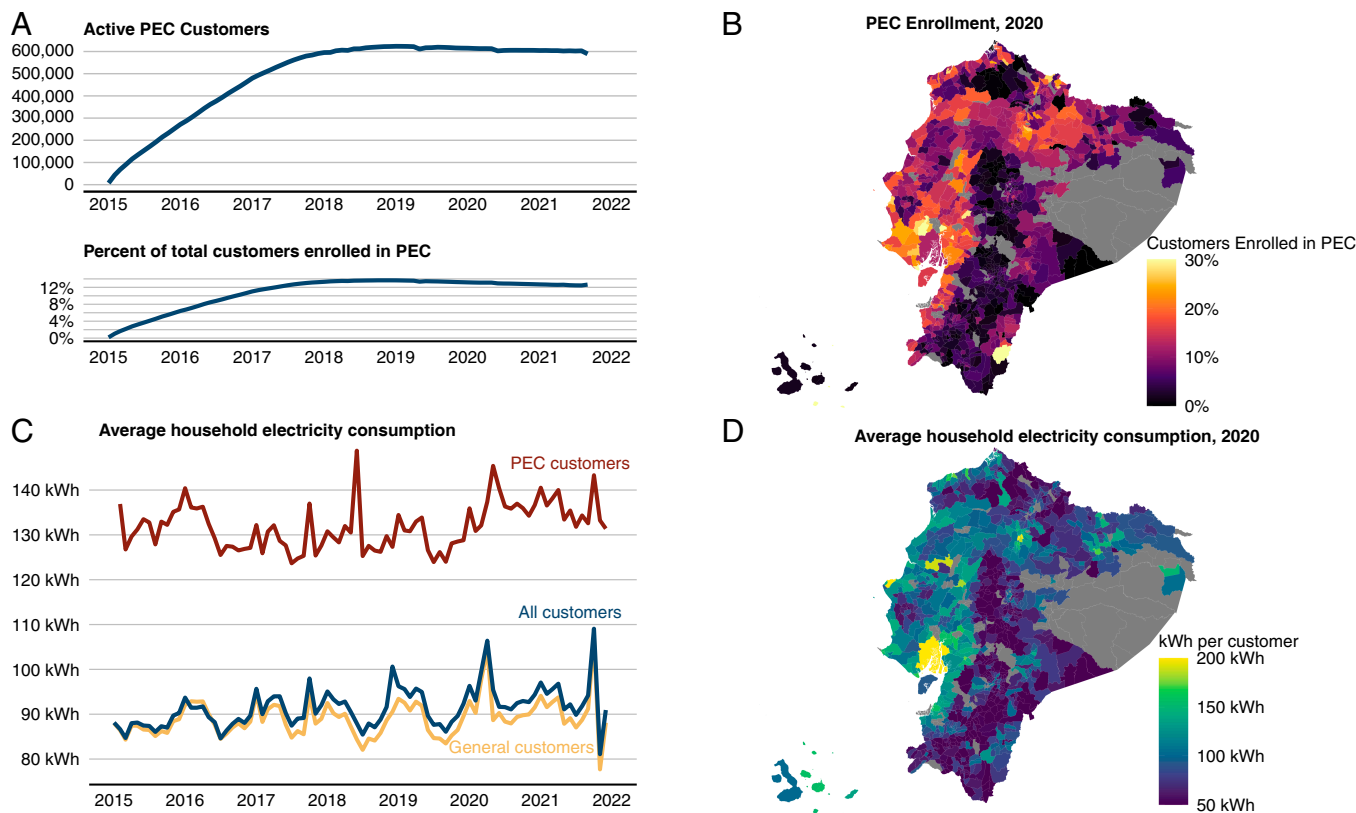 A
Active PEC Customers
600,000
500,000
400,000
300,000
200,000
100,000
0
2015 2016 2017 2018 2019 2020 2021 2022
Percent of total customers enrolled in PEC
12%
8%
4%
0%
2015 2016 2017 2018 2019 2020 2021 2022
B
PEC Enrollment, 2020
Customers Enrolled in PEC
30%
20%
10%
0%
C
Average household electricity consumption
PEC customers
140 kWh
130 kWh
120 kWh
All customers
110 kWh
100 kWh
90 kWh
General customers
80 kWh
2015 2016 2017 2018 2019 2020 2021 2022
D
Average household electricity consumption, 2020
kWh per customer
200 kWh
150 kWh
100 kWh
50 kWh